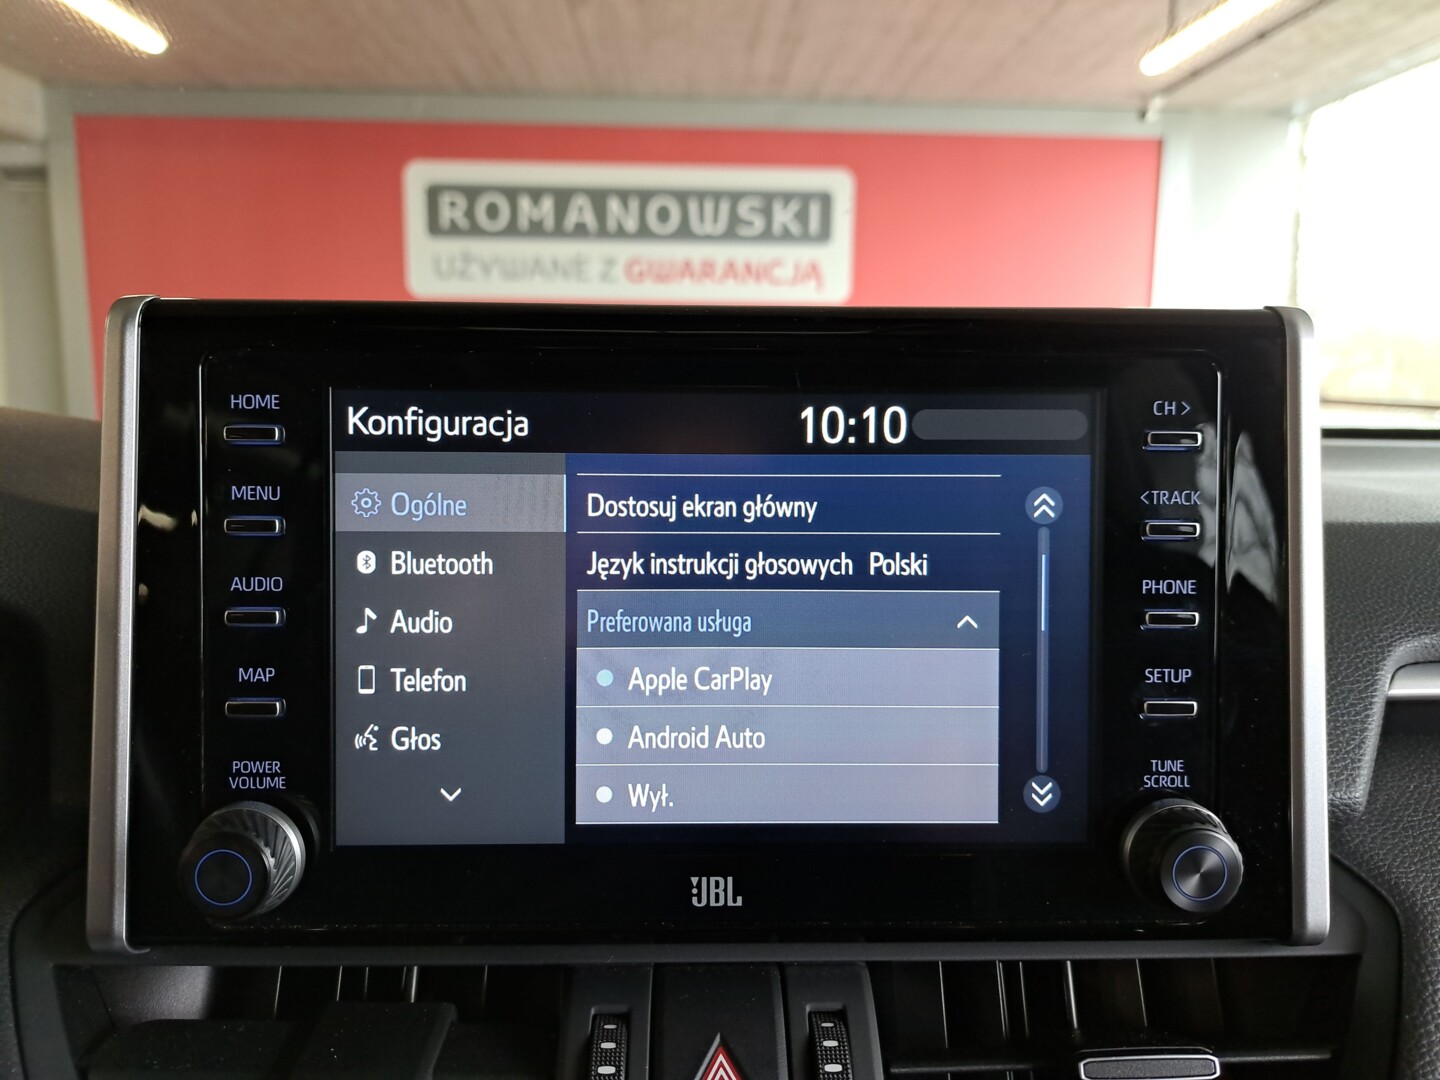 ROMANOWSKI
UŻYWANE Z GWARANCJĄ
HOME
MENU
AUDIO
MAP
POWER
VOLUME
Konfiguracja
10:10
Ogólne
Bluetooth
Audio
Telefon
Głos
Dostosuj ekran główny
Język instrukcji głosowych Polski
Preferowana usługa
Apple CarPlay
Android Auto
Wył.
CH >
<TRACK
PHONE
SETUP
TUNE
SCROLL
JBL